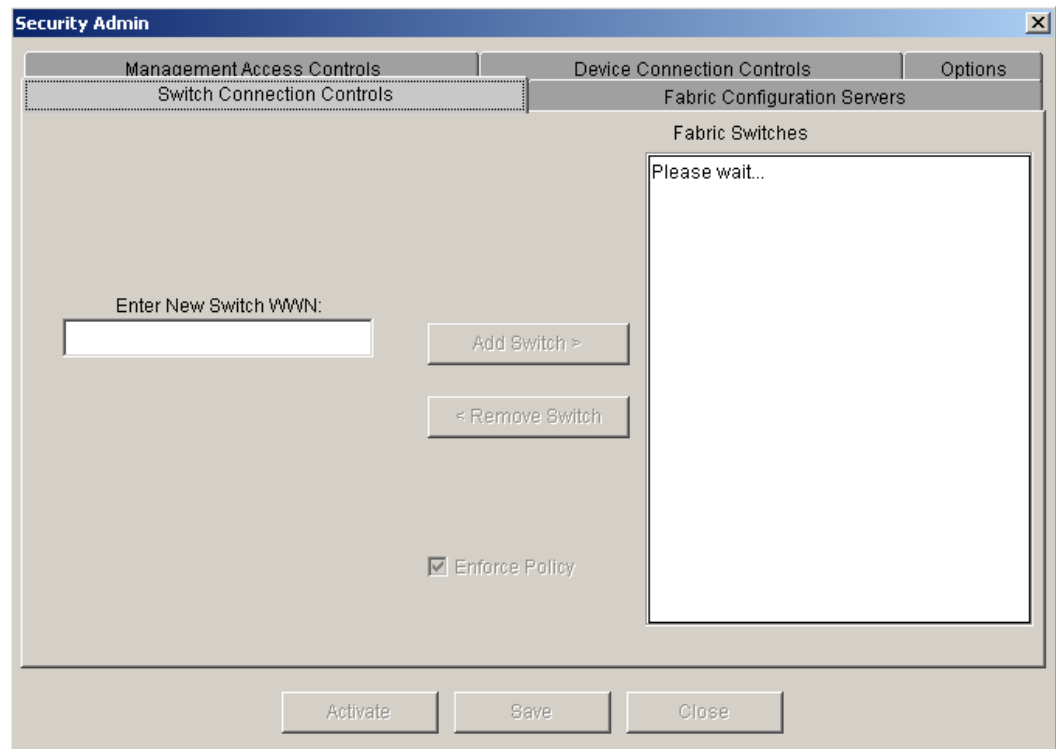 Security Admin
Management Access Controls
Device Connection Controls
Options
Switch Connection Controls
Fabric Configuration Servers
Fabric Switches
Please wait...
Enter New Switch WWN:
Add Switch >
< Remove Switch
Enforce Policy
Activate
Save
Close